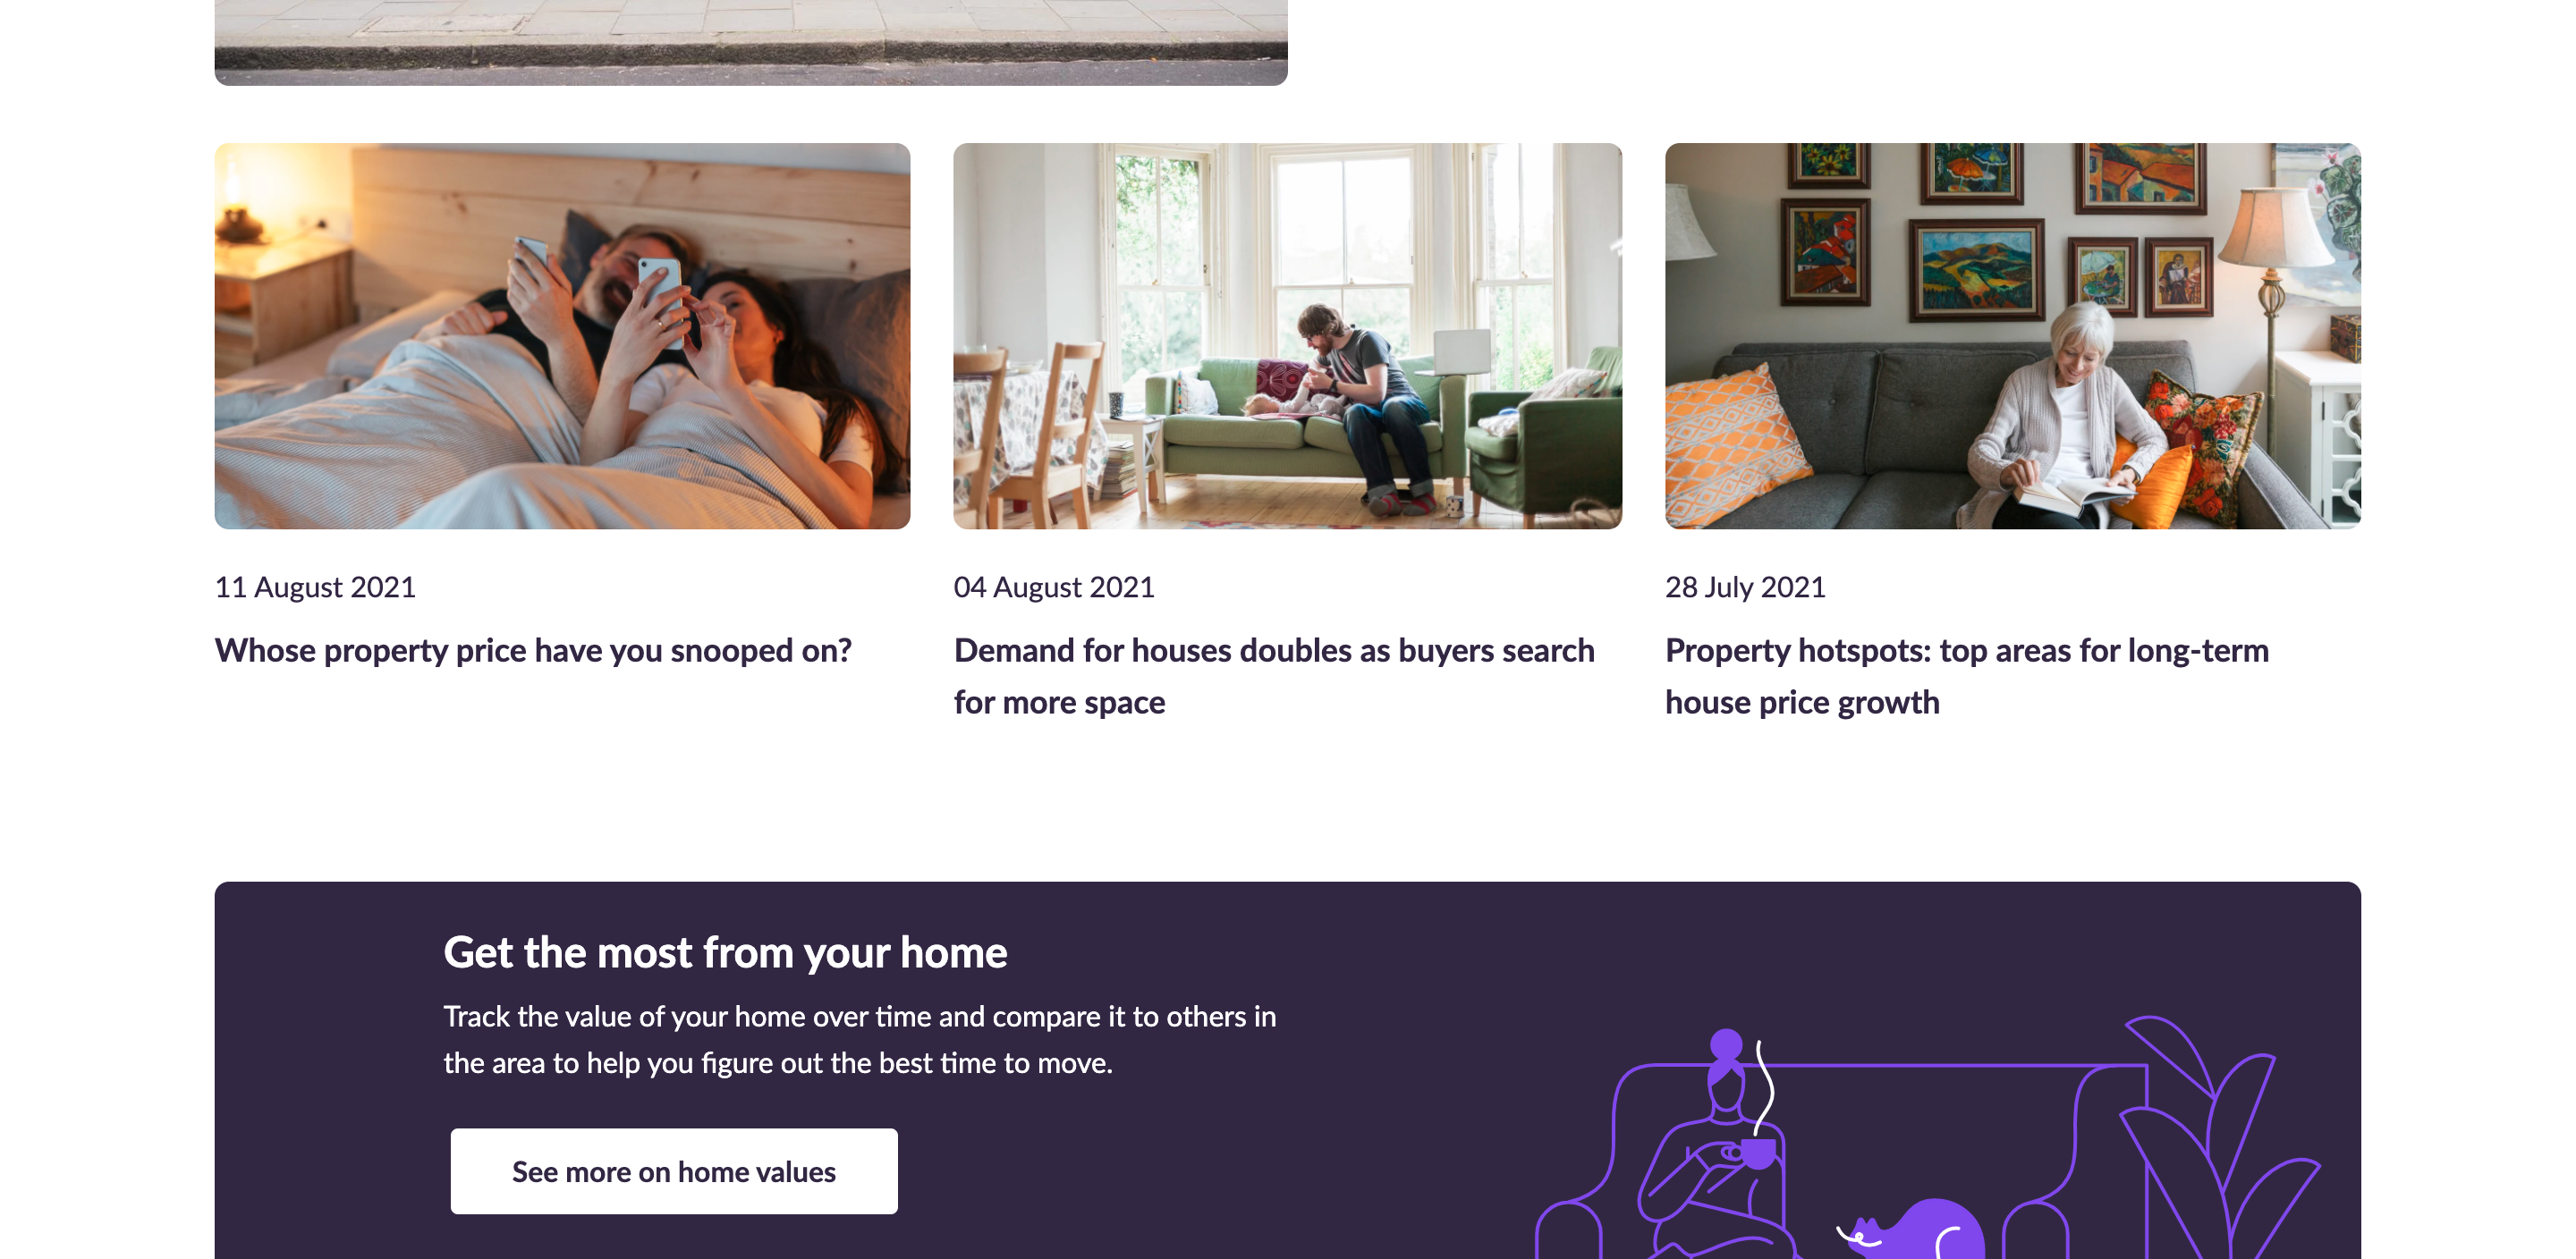 11 August 2021
Whose property price have you snooped on?
04 August 2021
Demand for houses doubles as buyers search
for more space
28 July 2021
Property hotspots: top areas for long-term
house price growth
Get the most from your home
Track the value of your home over time and compare it to others in
the area to help you figure out the best time to move.
See more on home values